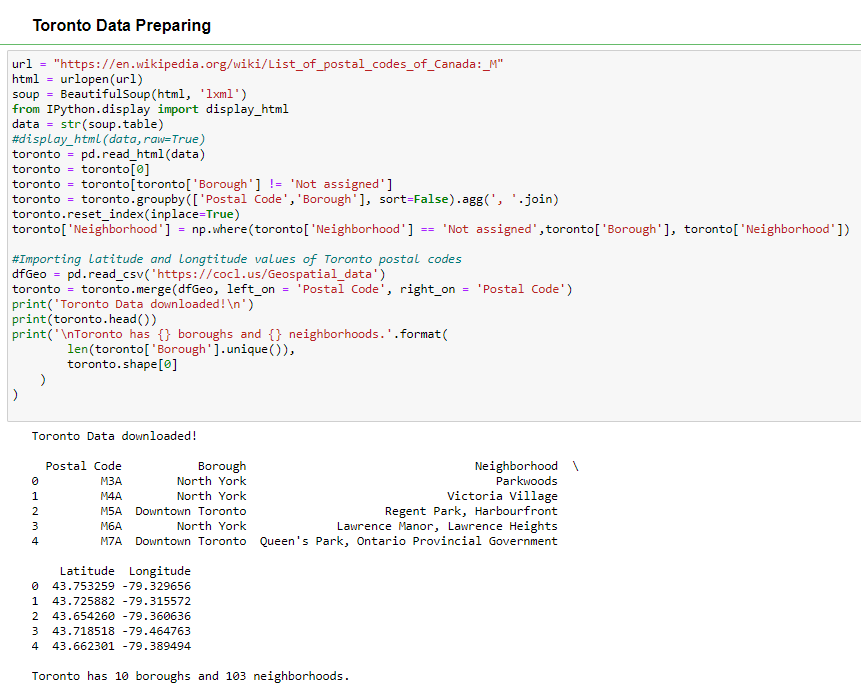 Toronto Data Preparing
url = "https://en.wikipedia.org/wiki/List_of_postal_codes_of_Canada:_M"
html = urlopen(url)
soup = BeautifulSoup(html, 'lxml')
from IPython.display import display_html
data = str(soup.table)
#display_html(data,raw=True)
toronto = pd.read_html(data)
toronto = toronto[0]
toronto = toronto[toronto['Borough'] != 'Not assigned']
toronto = toronto.groupby(['Postal Code','Borough'], sort=False).agg(', '.join)
toronto.reset_index(inplace=True)
toronto['Neighborhood'] = np.where(toronto['Neighborhood'] == 'Not assigned',toronto['Borough'], toronto['Neighborhood'])
#Importing latitude and longtitude values of Toronto postal codes
dfGeo = pd.read_csv('https://cocl.us/Geospatial_data')
toronto = toronto.merge(dfGeo, left_on = 'Postal Code', right_on = 'Postal Code')
print('Toronto Data downloaded!\n')
print(toronto.head())
print('\nToronto has {} boroughs and {} neighborhoods.'.format(
len(toronto['Borough'].unique()),
toronto.shape[0]
)
)
Toronto Data downloaded!
Postal Code Borough Neighborhood \
0 M3A North York Parkwoods
1 M4A North York Victoria Village
2 M5A Downtown Toronto Regent Park, Harbourfront
3 M6A North York Lawrence Manor, Lawrence Heights
4 M7A Downtown Toronto Queen's Park, Ontario Provincial Government
Latitude Longitude
0 43.753259 -79.329656
1 43.725882 -79.315572
2 43.654260 -79.360636
3 43.718518 -79.464763
4 43.662301 -79.389494
Toronto has 10 boroughs and 103 neighborhoods.